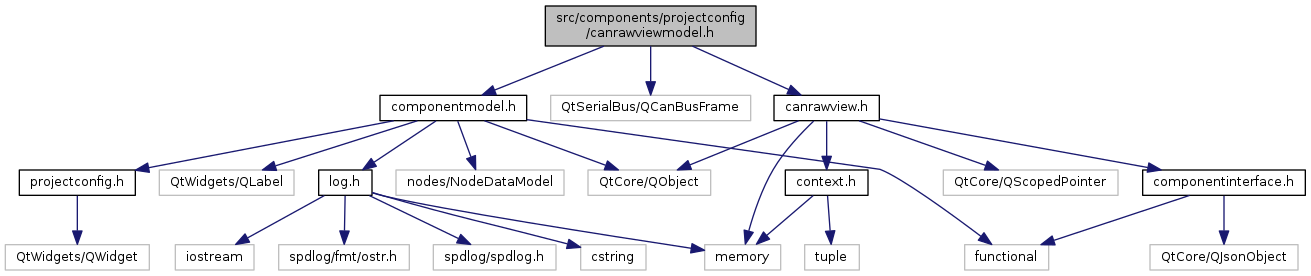 src/components/projectconfig
/canrawviewmodel.h
componentmodel.h
QtSerialBus/QCanBusFrame
canrawview.h
projectconfig.h
QtWidgets/QLabel
log.h
nodes/NodeDataModel
QtCore/QObject
context.h
QtCore/QScopedPointer
componentinterface.h
QtWidgets/QWidget
iostream
spdlog/fmt/ostr.h
spdlog/spdlog.h
cstring
memory
tuple
functional
QtCore/QJsonObject